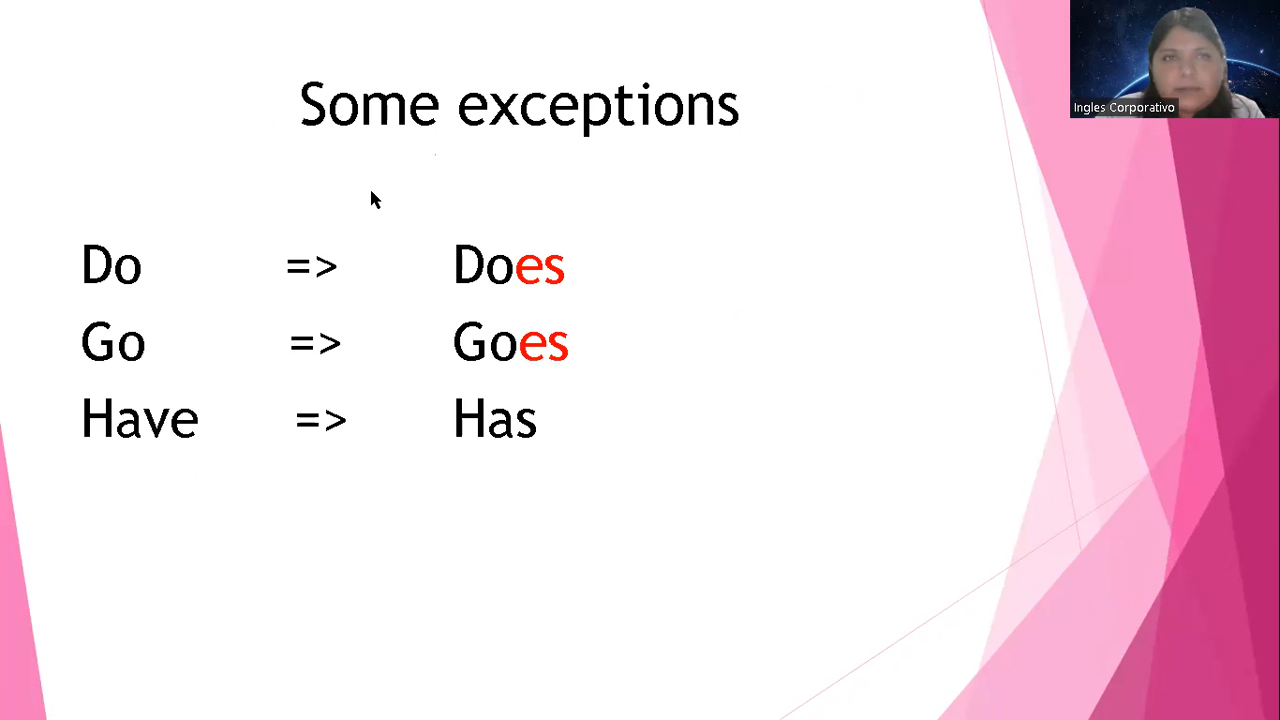 Some exceptions
Ingles Corporativo
Do => Does
Go => Goes
Have => Has